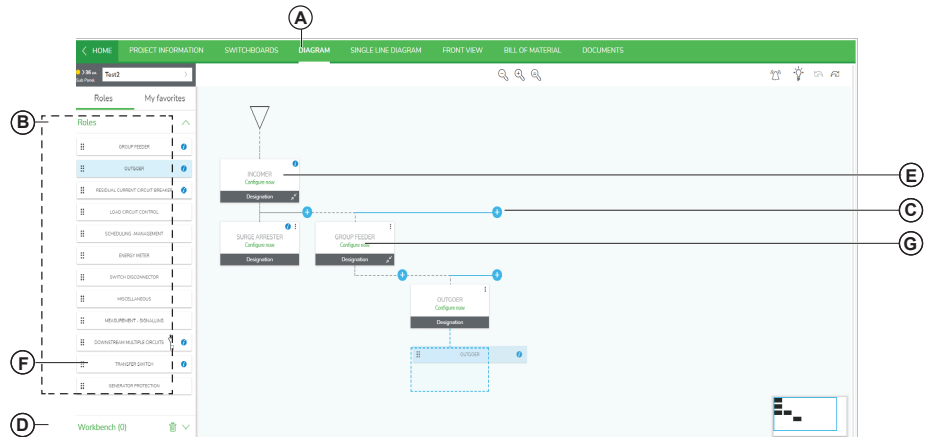 A
HOME PROJECT INFORMATION SWITCHBOARDS DIAGRAM SINGLE LINE DIAGRAM FRONT VIEW BILL OF MATERIAL DOCUMENTS
Test2
Roles My favorites
B
Roles
GROUP FEEDER
OUTGOER
RESIDUAL CURRENT CIRCUIT BREAKER
LOAD CIRCUIT CONTROL
SCHEDULING -MANAGEMENT
ENERGY METER
SWITCH DISCONNECTOR
MISCELLANEOUS
MEASUREMENT - SIGNALLING
DOWNSTREAM MULTIPLE CIRCUITS
F
TRANSFER SWITCH
GENERATOR PROTECTION
D
Workbench (0)
INCOMER
Configure now
Designation
E
C
SURGE ARRESTER
Configure now
Designation
GROUP FEEDER
Configure now
Designation
G
OUTGOER
Configure now
Designation
OUTGOER